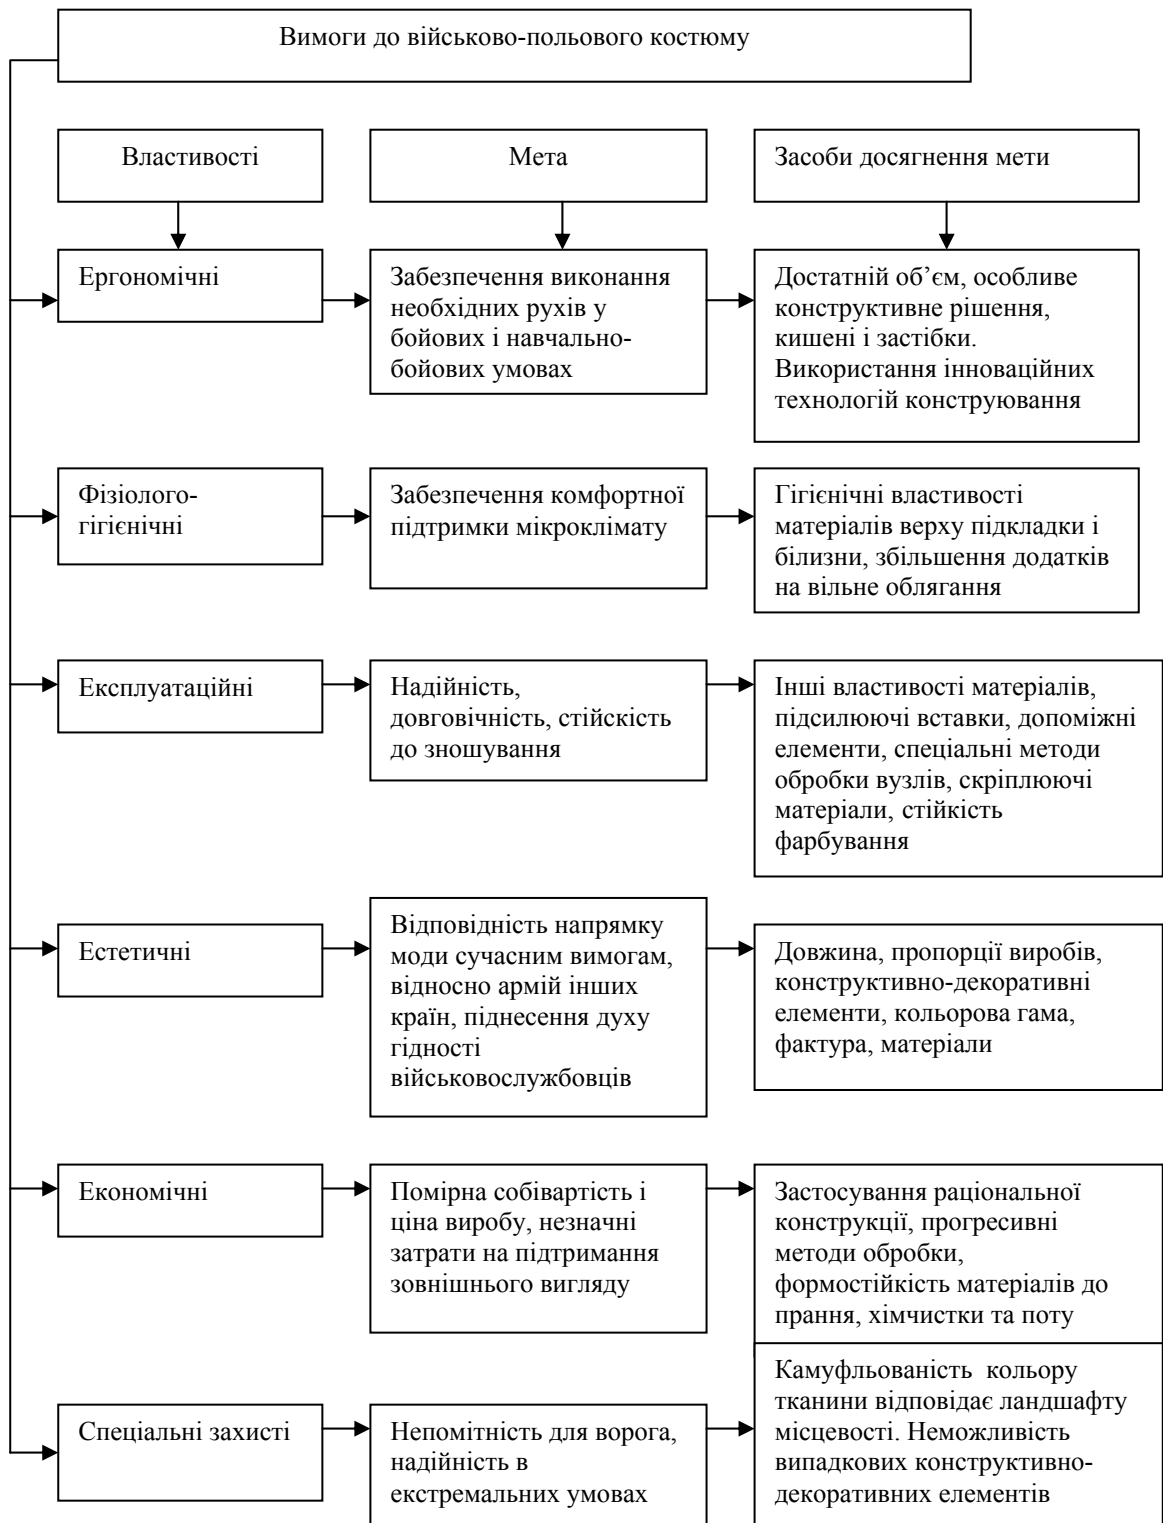 Вимоги до військово-польового костюму
Властивості
Мета
Засоби досягнення мети
Ергономічні
Забезпечення виконання
необхідних рухів у
бойових і навчально-
бойових умовах
Достатній об’єм, особливе
конструктивне рішення,
кишені і застібки.
Використання інноваційних
технологій конструювання
Фізіолого-
гігієнічні
Забезпечення комфортної
підтримки мікроклімату
Гігієнічні властивості
матеріалів верху підкладки і
білизни, збільшення додатків
на вільне облягання
Експлуатаційні
Надійність,
довговічність, стійскість
до зношування
Інші властивості матеріалів,
підсилюючі вставки, допоміжні
елементи, спеціальні методи
обробки вузлів, скріплюючі
матеріали, стійкість
фарбування
Естетичні
Відповідність напрямку
моди сучасним вимогам,
відносно армій інших
країн, піднесення духу
гідності
військовослужбовців
Довжина, пропорції виробів,
конструктивно-декоративні
елементи, кольорова гама,
фактура, матеріали
Економічні
Помірна собівартість і
ціна виробу, незначні
затрати на підтримання
зовнішнього вигляду
Застосування раціональної
конструкції, прогресивні
методи обробки,
формостійкість матеріалів до
прання, хімчистки та поту
Спеціальні захисті
Непомітність для ворога,
надійність в
екстремальних умовах
Камуфльованість кольору
тканини відповідає ландшафту
місцевості. Неможливість
випадкових конструктивно-
декоративних елементів